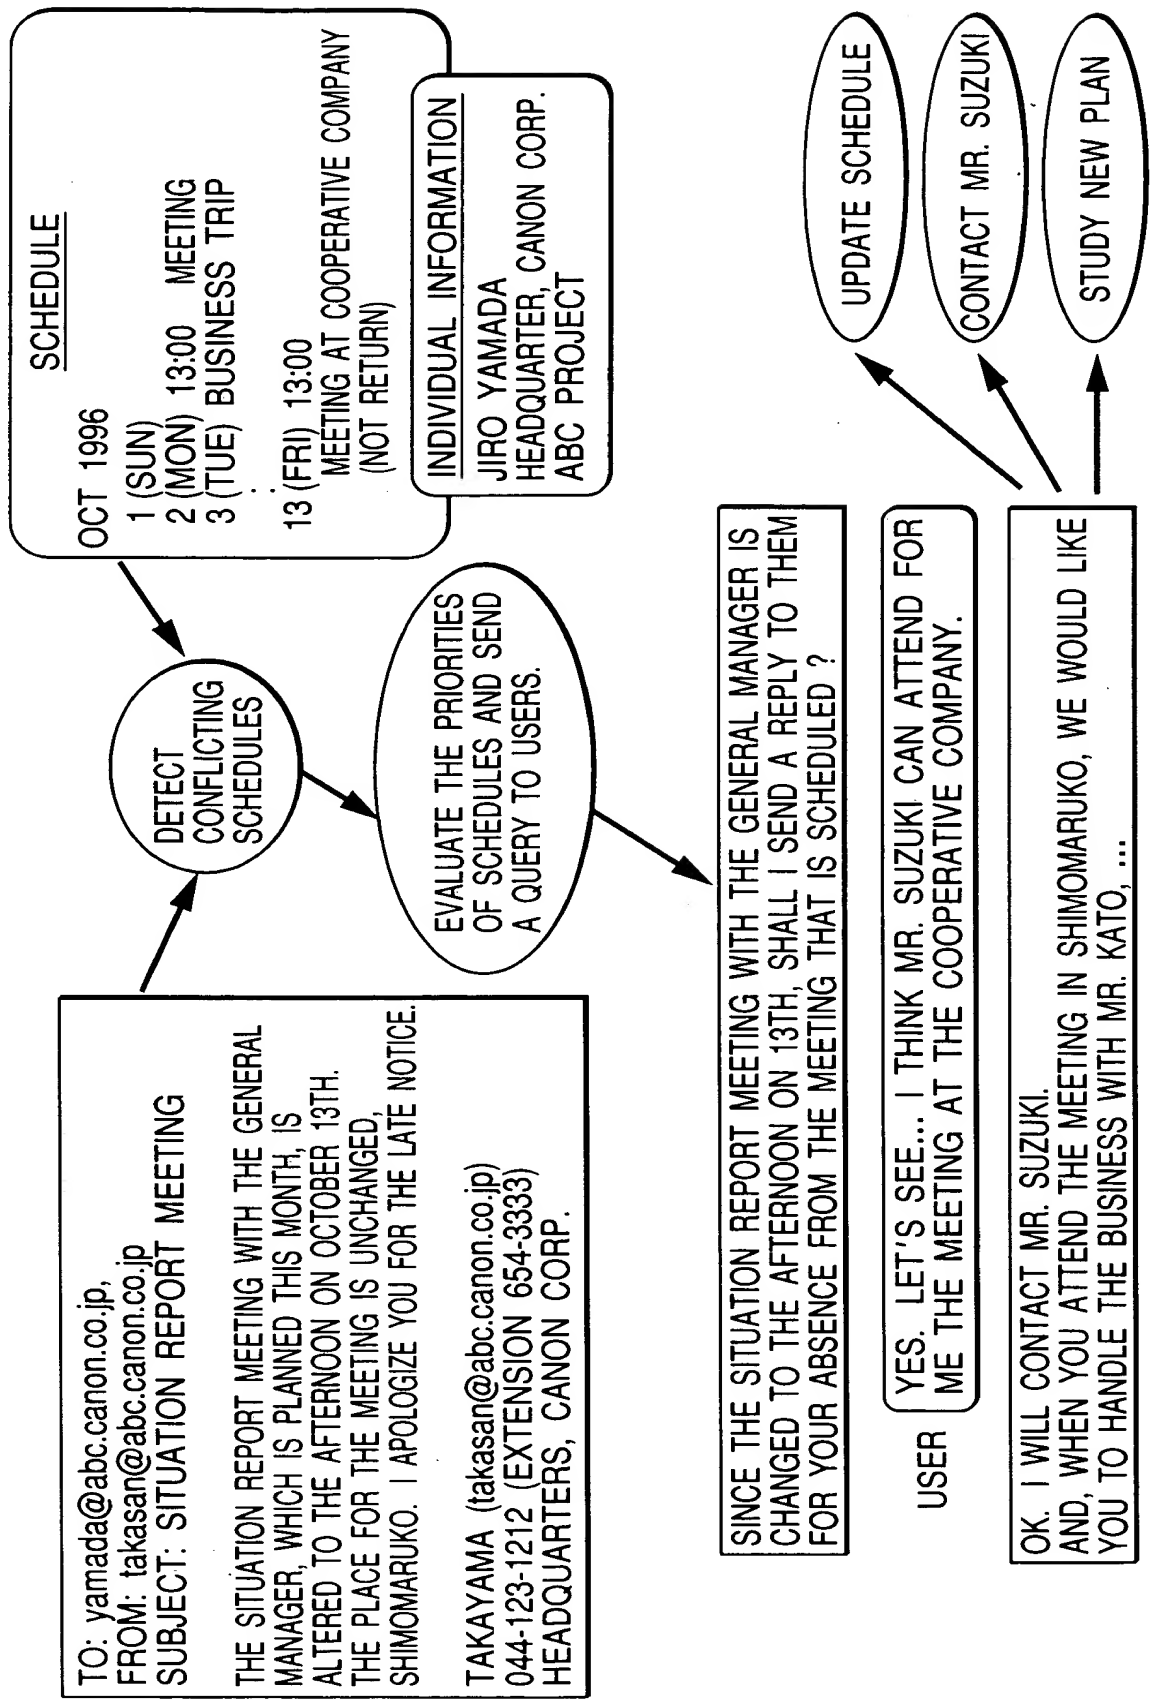 TO: yamada@abc.canon.co.jp,
FROM: takasan@abc.canon.co.jp
SUBJECT: SITUATION REPORT MEETING
THE SITUATION REPORT MEETING WITH THE GENERAL
MANAGER, WHICH IS PLANNED THIS MONTH, IS
ALTERED TO THE AFTERNOON ON OCTOBER 13TH.
THE PLACE FOR THE MEETING IS UNCHANGED,
SHIMOMARUKO. I APOLOGIZE YOU FOR THE LATE NOTICE.
TAKAYAMA (takasan@abc.canon.co.jp)
044-123-1212 (EXTENSION 654-3333)
HEADQUARTERS, CANON CORP.
DETECT
CONFLICTING
SCHEDULES
SCHEDULE
OCT 1996
1 (SUN)
2 (MON) 13:00 MEETING
3 (TUE) BUSINESS TRIP
:
13 (FRI) 13:00
MEETING AT COOPERATIVE COMPANY
(NOT RETURN)
INDIVIDUAL INFORMATION
JIRO YAMADA
HEADQUARTER, CANON CORP.
ABC PROJECT
EVALUATE THE PRIORITIES
OF SCHEDULES AND SEND
A QUERY TO USERS.
SINCE THE SITUATION REPORT MEETING WITH THE GENERAL MANAGER IS
CHANGED TO THE AFTERNOON ON 13TH, SHALL I SEND A REPLY TO THEM
FOR YOUR ABSENCE FROM THE MEETING THAT IS SCHEDULED ?
USER
YES. LET'S SEE... I THINK MR. SUZUKI CAN ATTEND FOR
ME THE MEETING AT THE COOPERATIVE COMPANY.
OK. I WILL CONTACT MR. SUZUKI.
AND, WHEN YOU ATTEND THE MEETING IN SHIMOMARUKO, WE WOULD LIKE
YOU TO HANDLE THE BUSINESS WITH MR. KATO, ...
UPDATE SCHEDULE
CONTACT MR. SUZUKI
STUDY NEW PLAN